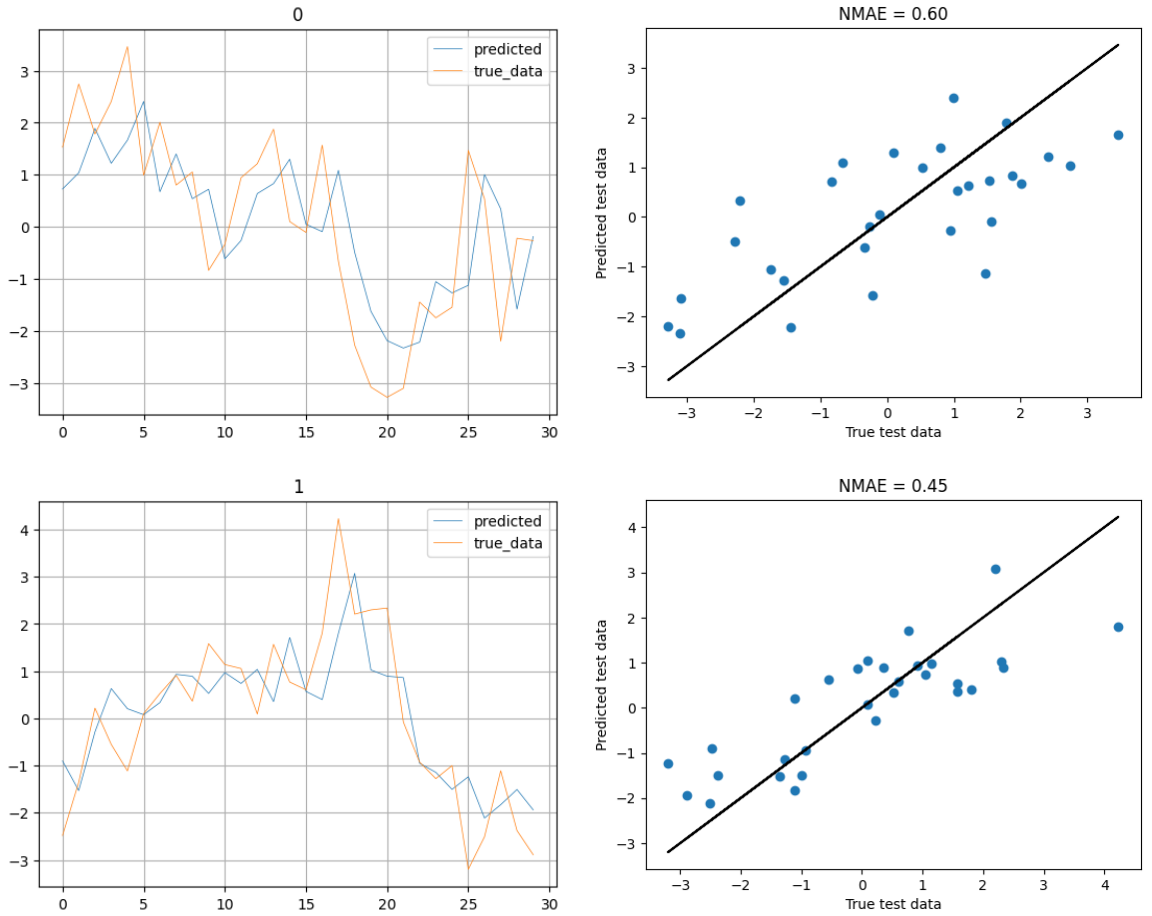 0
predicted
true_data
3
2
1
0
−1
−2
−3
0 5 10 15 20 25 30
NMAE = 0.60
Predicted test data
3
2
1
0
−1
−2
−3
−3 −2 −1 0 1 2 3
True test data
1
predicted
true_data
4
3
2
1
0
−1
−2
−3
0 5 10 15 20 25 30
NMAE = 0.45
Predicted test data
4
3
2
1
0
−1
−2
−3
−3 −2 −1 0 1 2 3 4
True test data